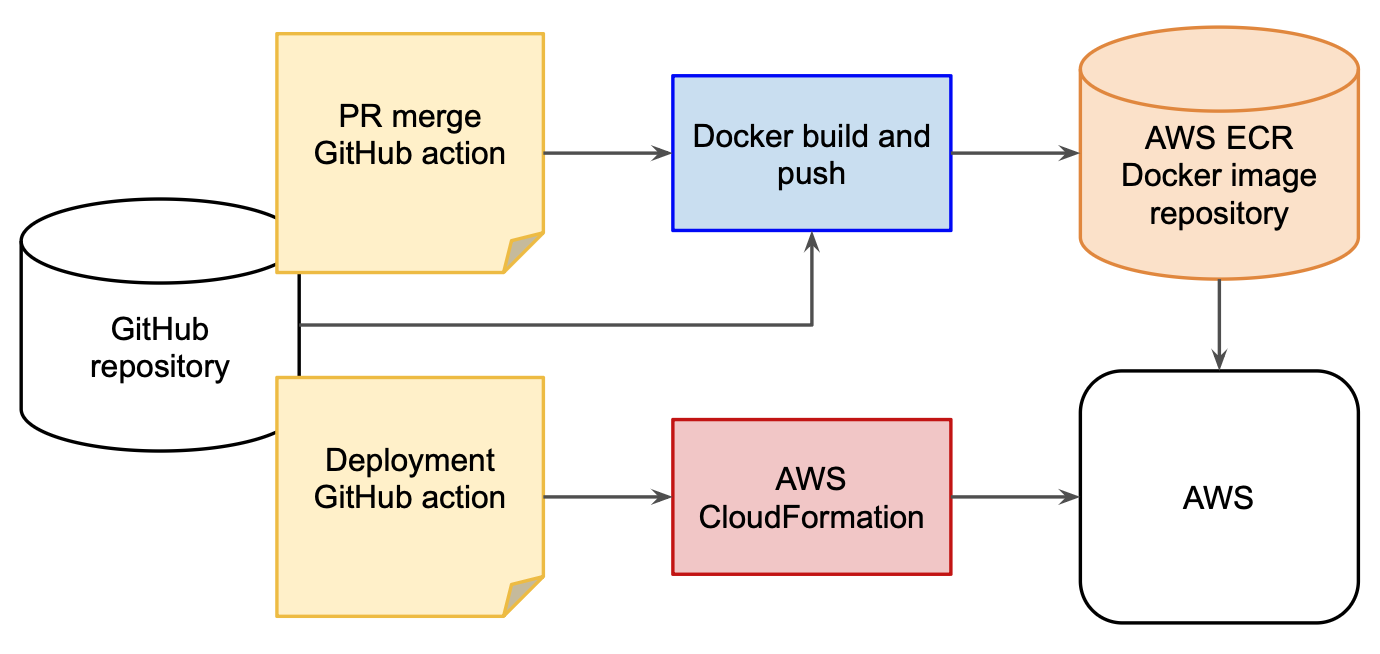 PR merge
GitHub action
Docker build and
push
AWS ECR
Docker image
repository
GitHub
repository
Deployment
GitHub action
AWS
CloudFormation
AWS